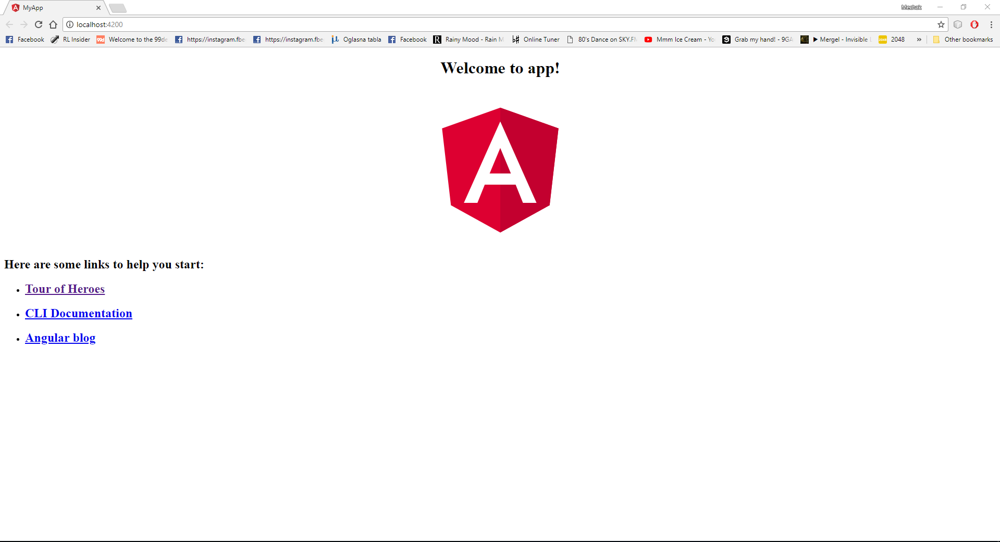 MyApp
Mechak
localhost:4200
Facebook RL Insider Welcome to the 99de https://instagram.fbe https://instagram.fbe Oglasna tabla Facebook Rainy Mood - Rain M Online Tuner 80's Dance on SKY.FM Mmm Ice Cream - Yo Grab my hand! - 9GA Mergel - Invisible 2048 » Other bookmarks
Welcome to app!
Here are some links to help you start:
Tour of Heroes
CLI Documentation
Angular blog